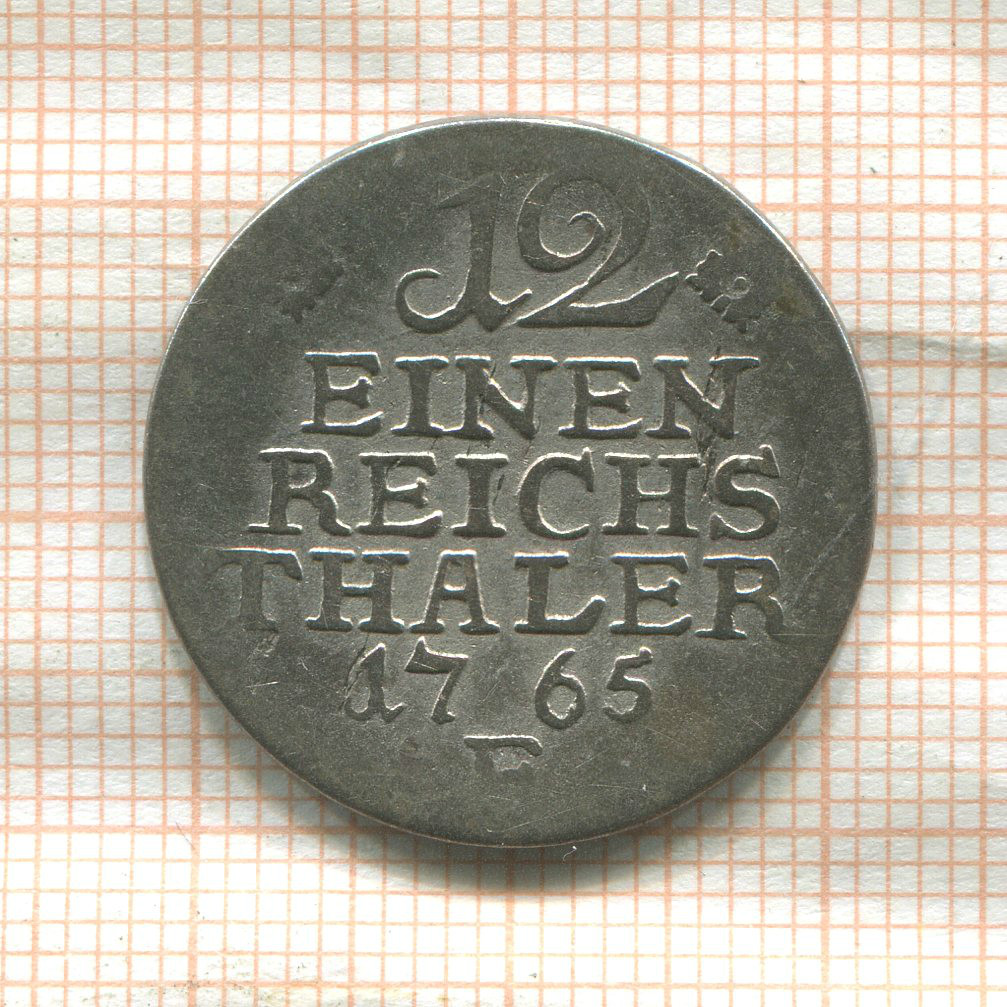 12
EINEN
REICHS
THALER
1765
F